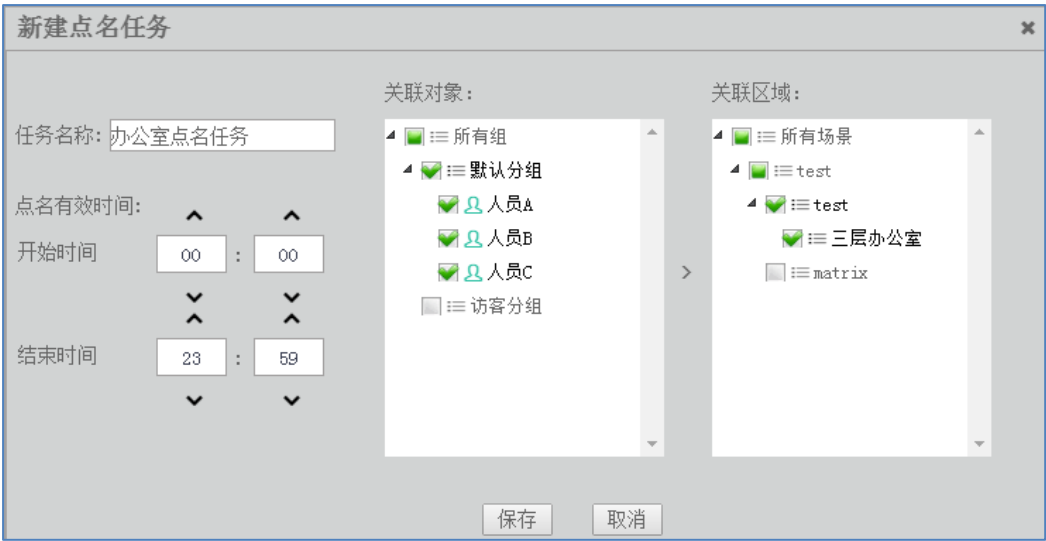 新建点名任务
任务名称: 办公室点名任务
点名有效时间:
开始时间
00 : 00
结束时间
23 : 59
关联对象:
所有组
默认分组
人员A
人员B
人员C
访客分组
>
关联区域:
所有场景
test
test
三层办公室
matrix
保存
取消